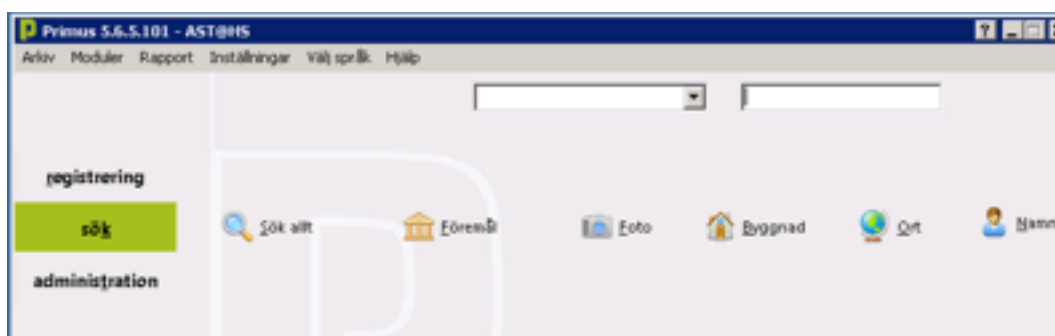 Primus 5.6.5.101 - AST@HS
Arkiv Moduler Rapport Inställningar Välj språk Hjälp
registrering
sök Sök allt Föremål Foto Byggnad Ort Namn
administration